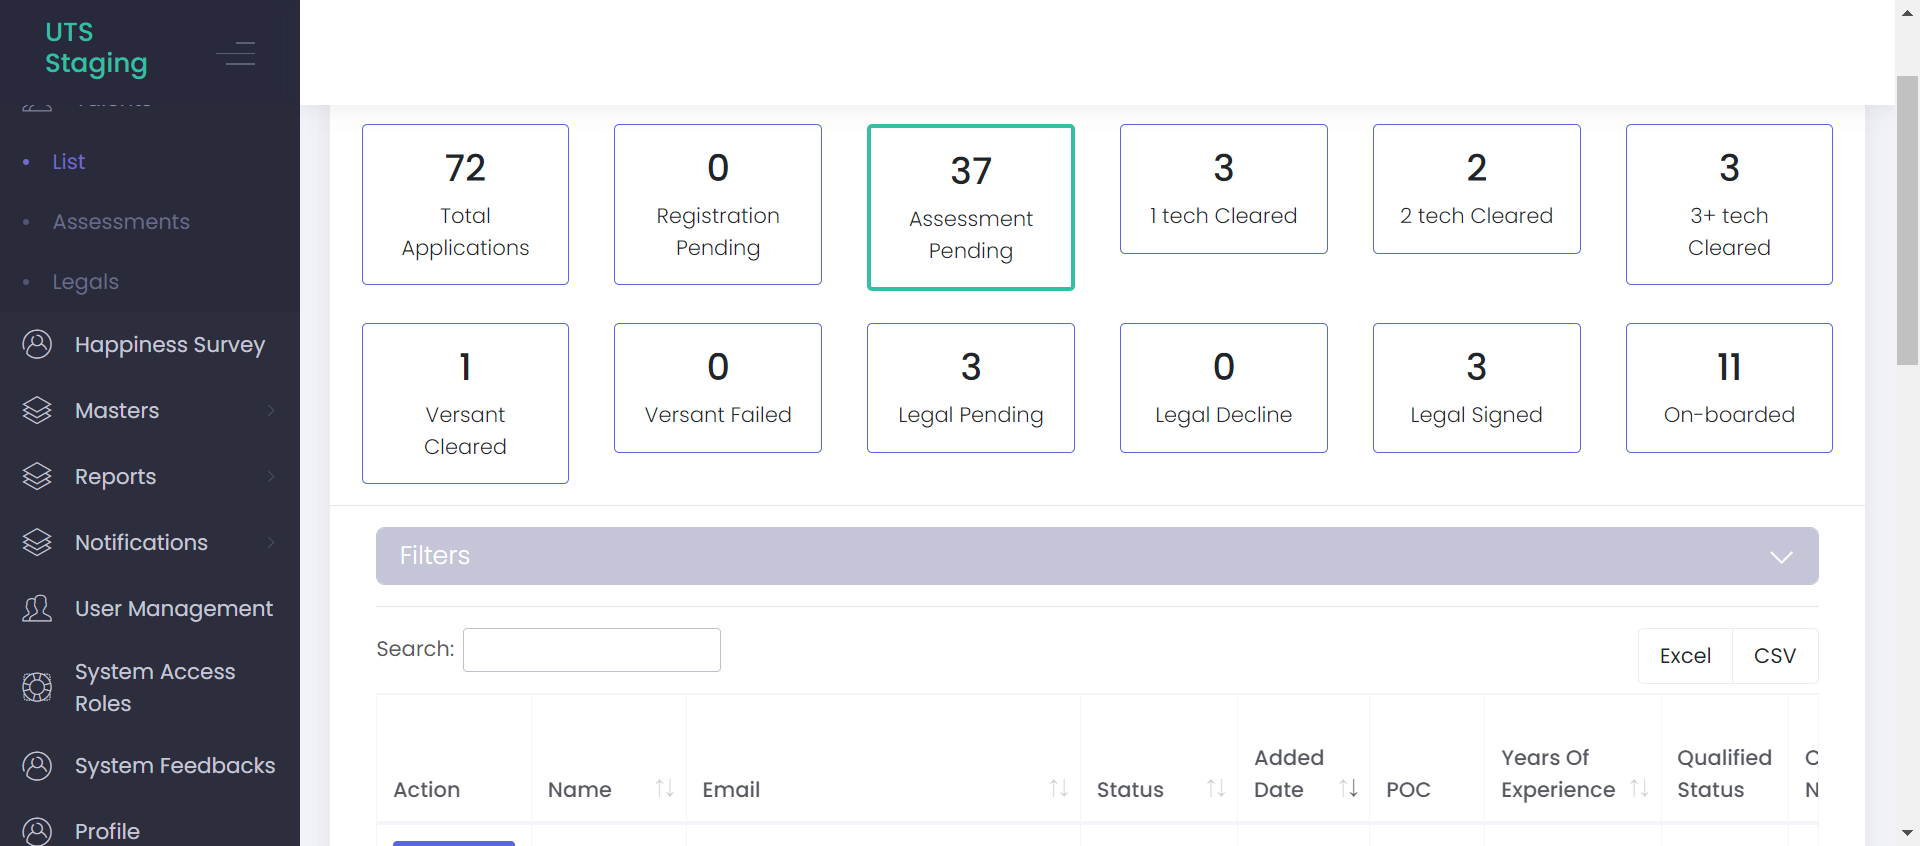 UTS
Staging
List
Assessments
Legals
Happiness Survey
Masters
Reports
Notifications
User Management
System Access
Roles
System Feedbacks
Profile
72
Total
Applications
0
Registration
Pending
37
Assessment
Pending
3
1 tech Cleared
2
2 tech Cleared
3
3+ tech
Cleared
1
Versant
Cleared
0
Versant Failed
3
Legal Pending
0
Legal Decline
3
Legal Signed
11
On-boarded
Filters
Search:
Excel
CSV
Action
Name
Email
Status
Added
Date
POC
Years Of
Experience
Qualified
Status